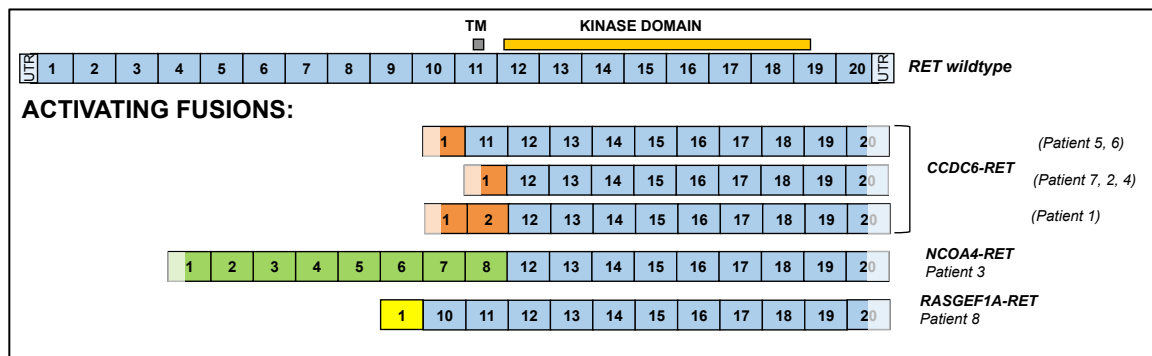 TM KINASE DOMAIN
UTR 1 2 3 4 5 6 7 8 9 10 11 12 13 14 15 16 17 18 19 20 UTR RET wildtype
ACTIVATING FUSIONS:
1 11 12 13 14 15 16 17 18 19 20 (Patient 5, 6)
1 12 13 14 15 16 17 18 19 20 CCDC6-RET (Patient 7, 2, 4)
1 2 12 13 14 15 16 17 18 19 20 (Patient 1)
1 2 3 4 5 6 7 8 12 13 14 15 16 17 18 19 20 NCOA4-RET
Patient 3
1 10 11 12 13 14 15 16 17 18 19 20 RASGEF1A-RET
Patient 8